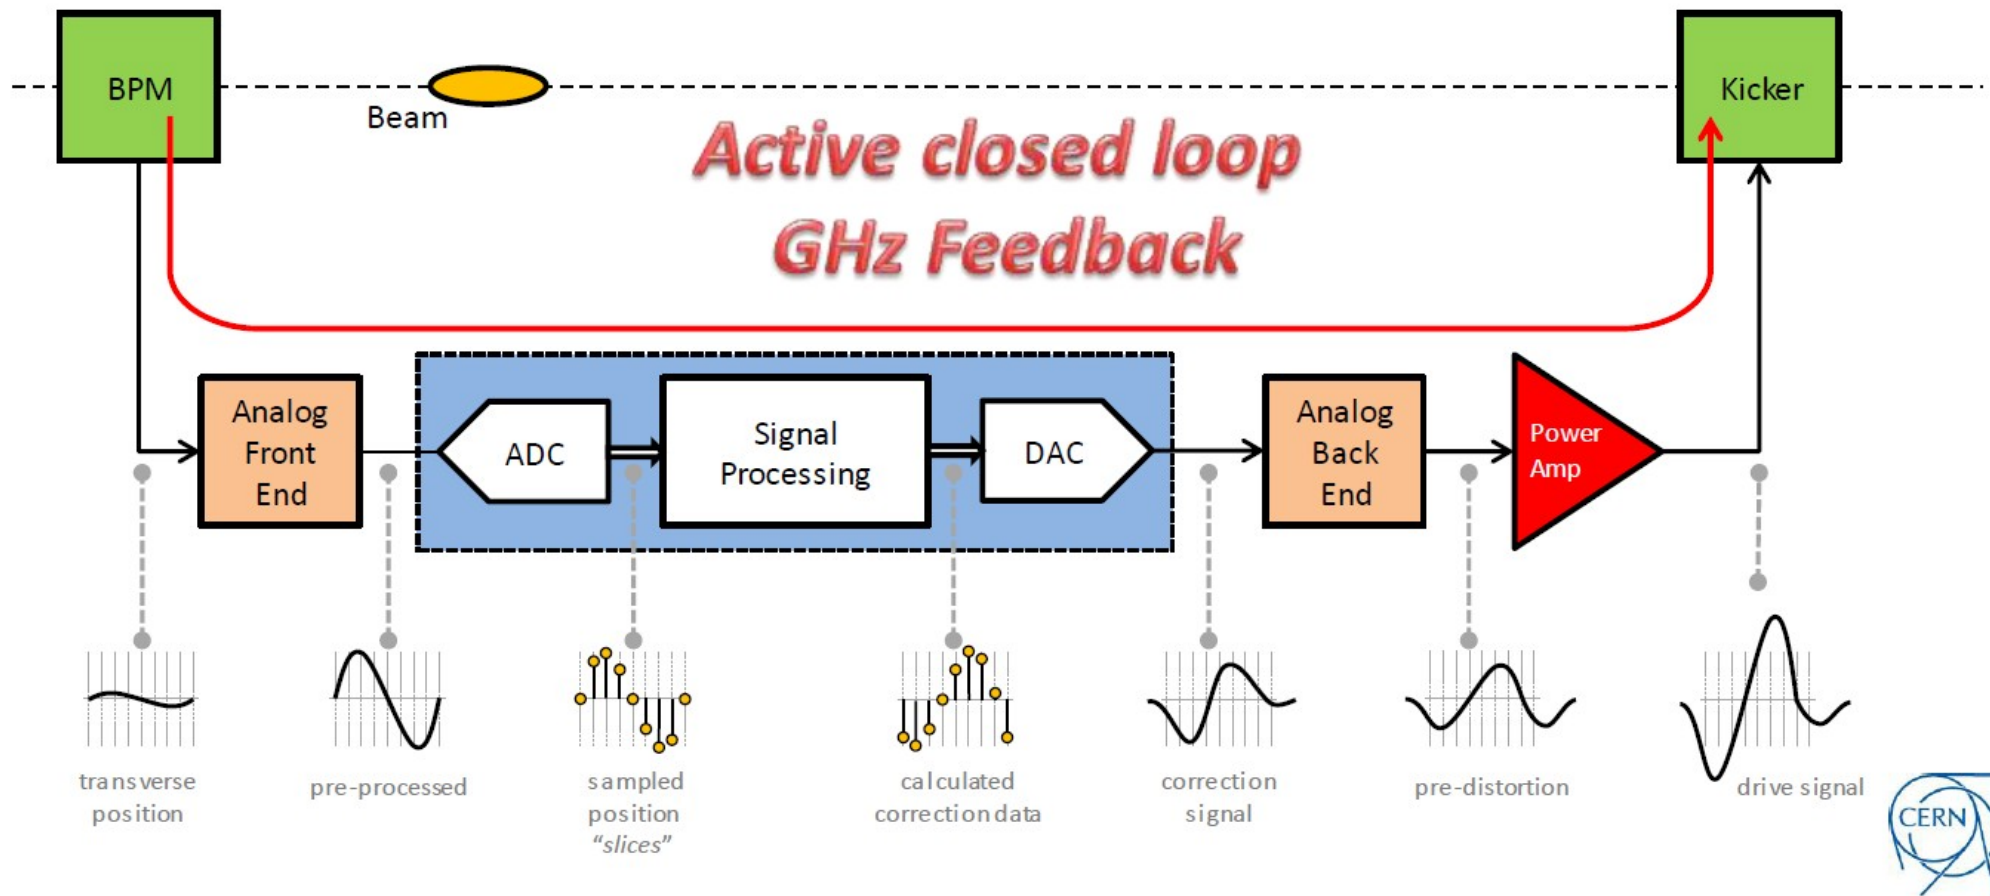 BPM
Beam
Kicker
Active closed loop
GHz Feedback
Analog
Front
End
ADC
Signal
Processing
DAC
Analog
Back
End
Power
Amp
transverse
position
pre-processed
sampled
position
“slices”
calculated
correction data
correction
signal
pre-distortion
drive signal
CERN